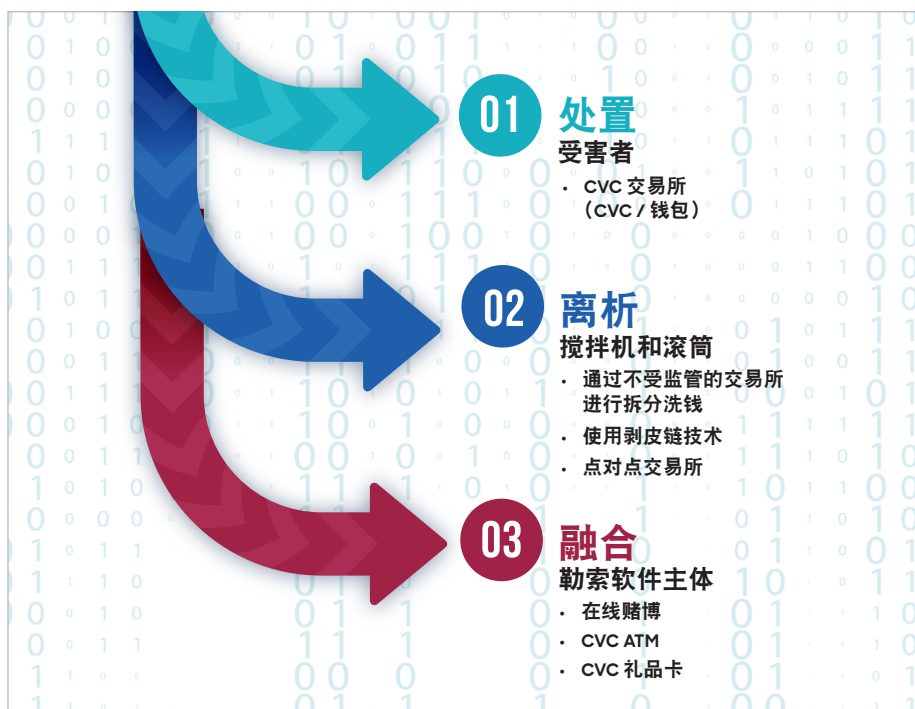 01
处置
受害者
• CVC 交易所
（CVC / 钱包）
02
离析
搅拌机和滚筒
• 通过不受监管的交易所
进行拆分洗钱
• 使用剥皮链技术
• 点对点交易所
03
融合
勒索软件主体
• 在线赌博
• CVC ATM
• CVC 礼品卡